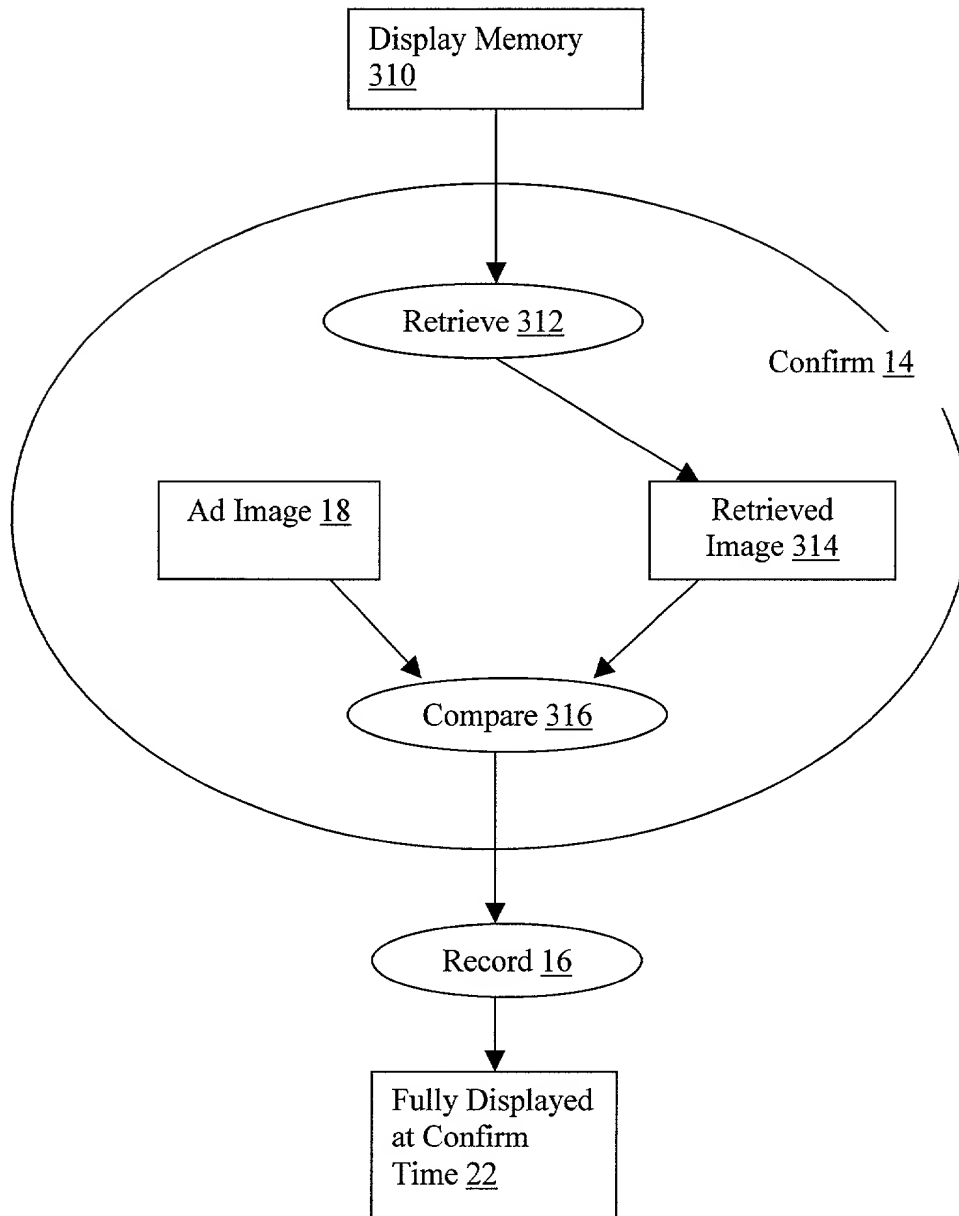 Display Memory
310
Retrieve 312
Confirm 14
Ad Image 18
Retrieved
Image 314
Compare 316
Record 16
Fully Displayed
at Confirm
Time 22